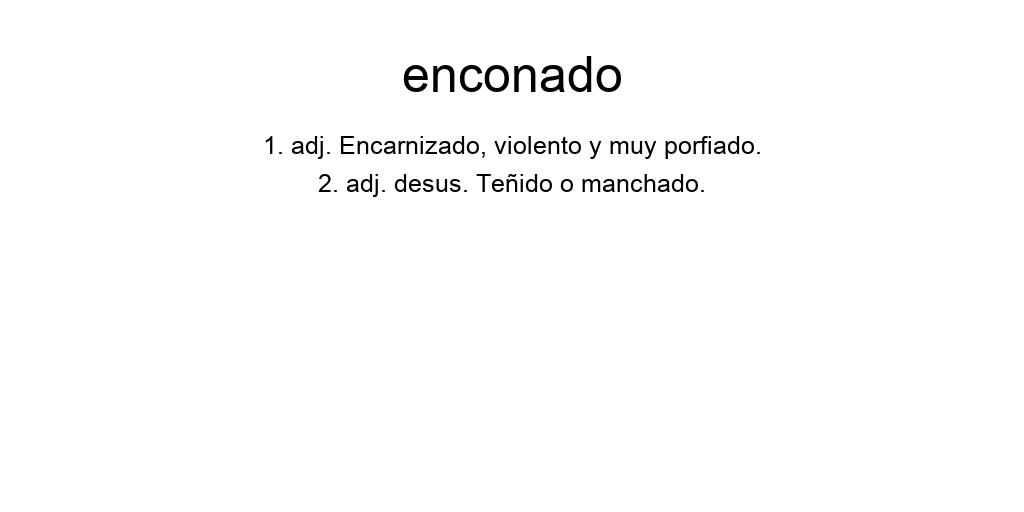 enconado
1. adj. Encarnizado, violento y muy porfiado.
2. adj. desus. Teñido o manchado.